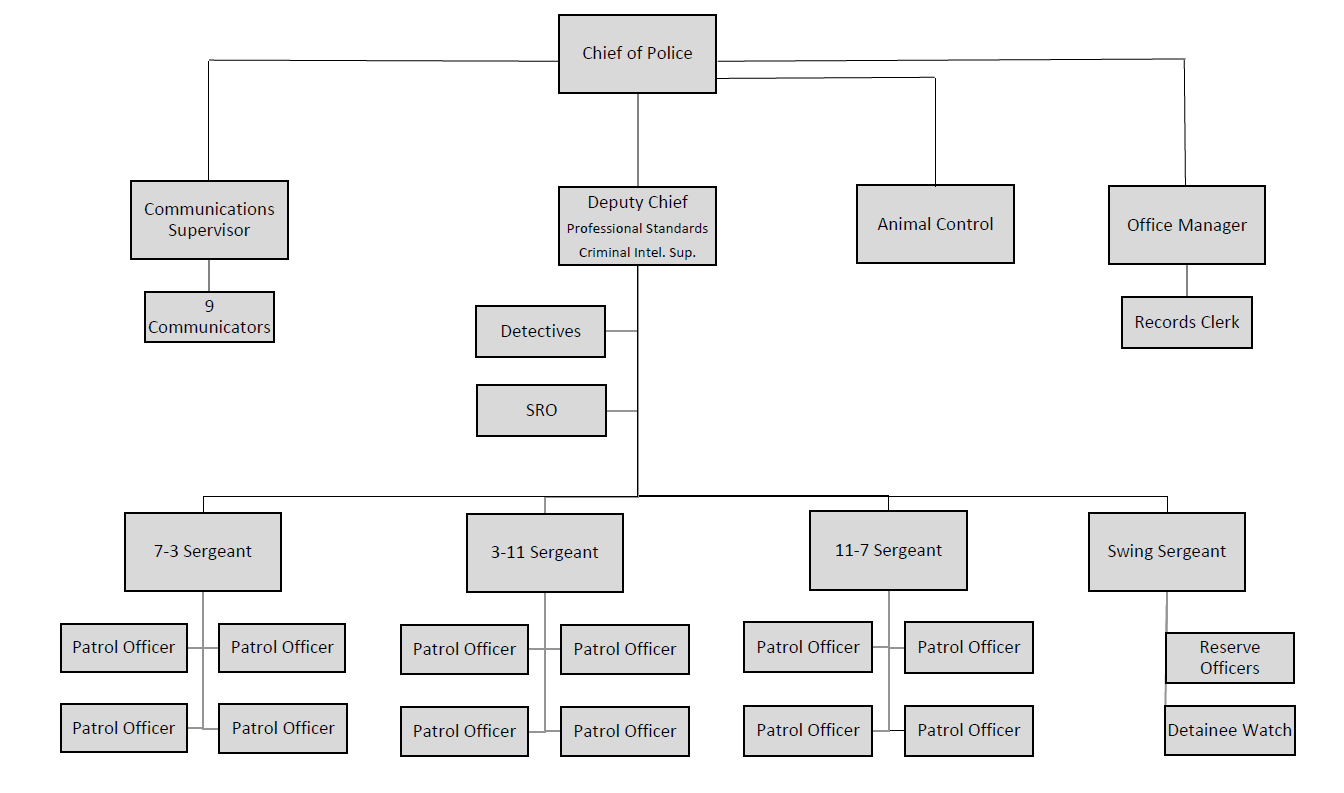 Chief of Police
Communications
Supervisor
Deputy Chief
Professional Standards
Criminal Intel. Sup.
Animal Control
Office Manager
9
Communicators
Records Clerk
Detectives
SRO
7-3 Sergeant
3-11 Sergeant
11-7 Sergeant
Swing Sergeant
Patrol Officer
Patrol Officer
Patrol Officer
Patrol Officer
Patrol Officer
Patrol Officer
Reserve
Officers
Patrol Officer
Patrol Officer
Patrol Officer
Patrol Officer
Patrol Officer
Patrol Officer
Detainee Watch